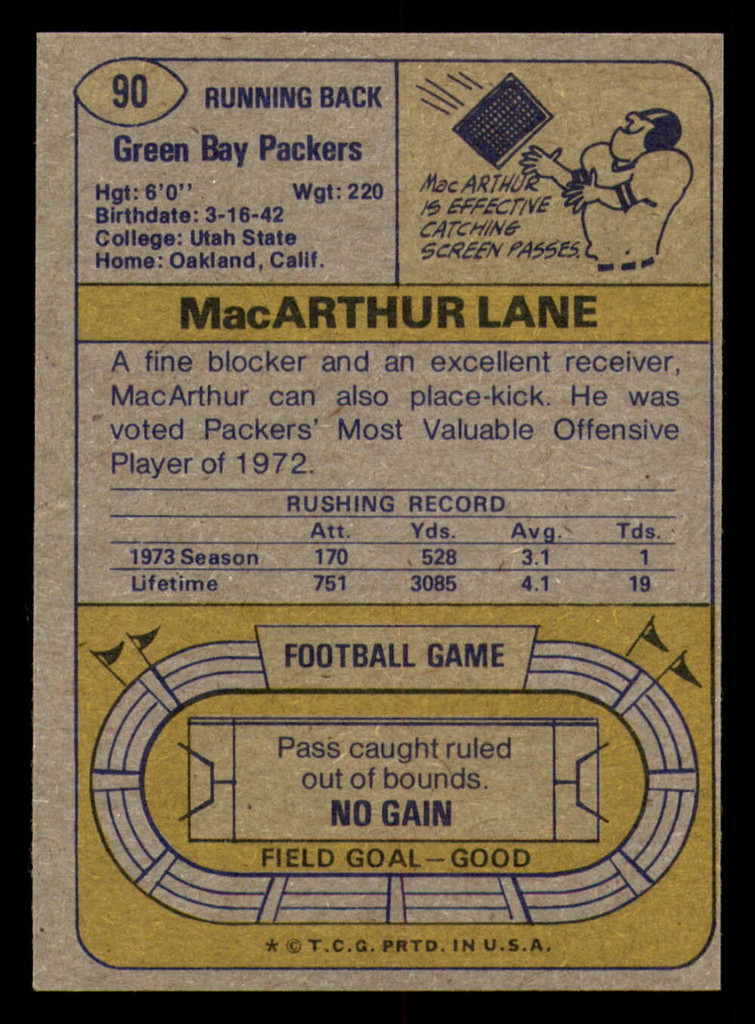 90 RUNNING BACK
Green Bay Packers
Hgt: 6'0'' Wgt: 220
Birthdate: 3-16-42
College: Utah State
Home: Oakland, Calif.
MacARTHUR
IS EFFECTIVE
CATCHING
SCREEN PASSES.
MacARTHUR LANE
A fine blocker and an excellent receiver,
MacArthur can also place-kick. He was
voted Packers' Most Valuable Offensive
Player of 1972.
RUSHING RECORD
Att. Yds. Avg. Tds.
1973 Season 170 528 3.1 1
Lifetime 751 3085 4.1 19
FOOTBALL GAME
Pass caught ruled
out of bounds.
NO GAIN
FIELD GOAL—GOOD
* © T.C.G. PRTD. IN U.S.A.